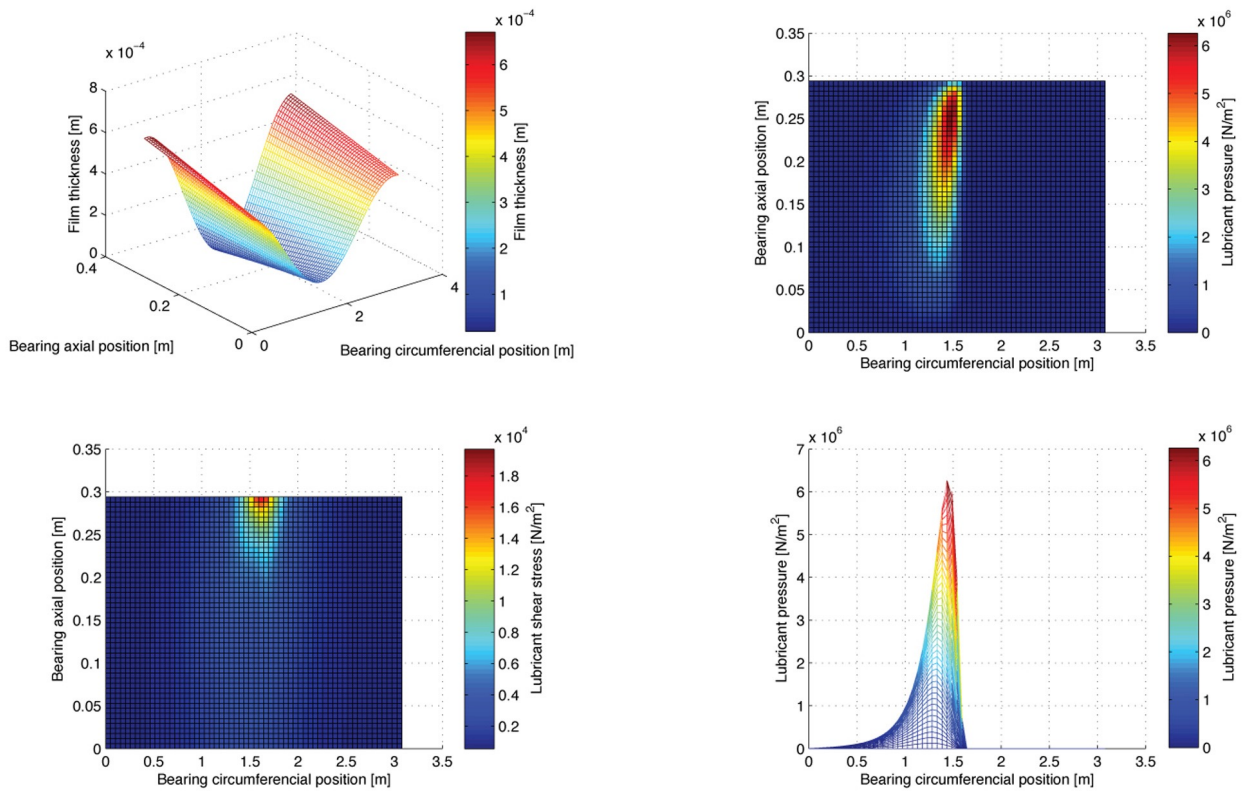 x 10⁻⁴
x 10⁻⁴
8
6
4
2
0
Film thickness [m]
0.4
0.2
0
Bearing axial position [m]
0
2
4
Bearing circumferencial position [m]
6
5
4
3
2
1
Film thickness [m]
x 10⁶
0.35
0.3
0.25
0.2
0.15
0.1
0.05
0
Bearing axial position [m]
0 0.5 1 1.5 2 2.5 3 3.5
Bearing circumferencial position [m]
6
5
4
3
2
1
0
Lubricant pressure [N/m²]
x 10⁴
0.35
0.3
0.25
0.2
0.15
0.1
0.05
0
Bearing axial position [m]
0 0.5 1 1.5 2 2.5 3 3.5
Bearing circumferencial position [m]
1.8
1.6
1.4
1.2
1
0.8
0.6
0.4
0.2
Lubricant shear stress [N/m²]
x 10⁶
x 10⁶
7
6
5
4
3
2
1
0
Lubricant pressure [N/m²]
0 0.5 1 1.5 2 2.5 3 3.5
Bearing circumferencial position [m]
6
5
4
3
2
1
0
Lubricant pressure [N/m²]